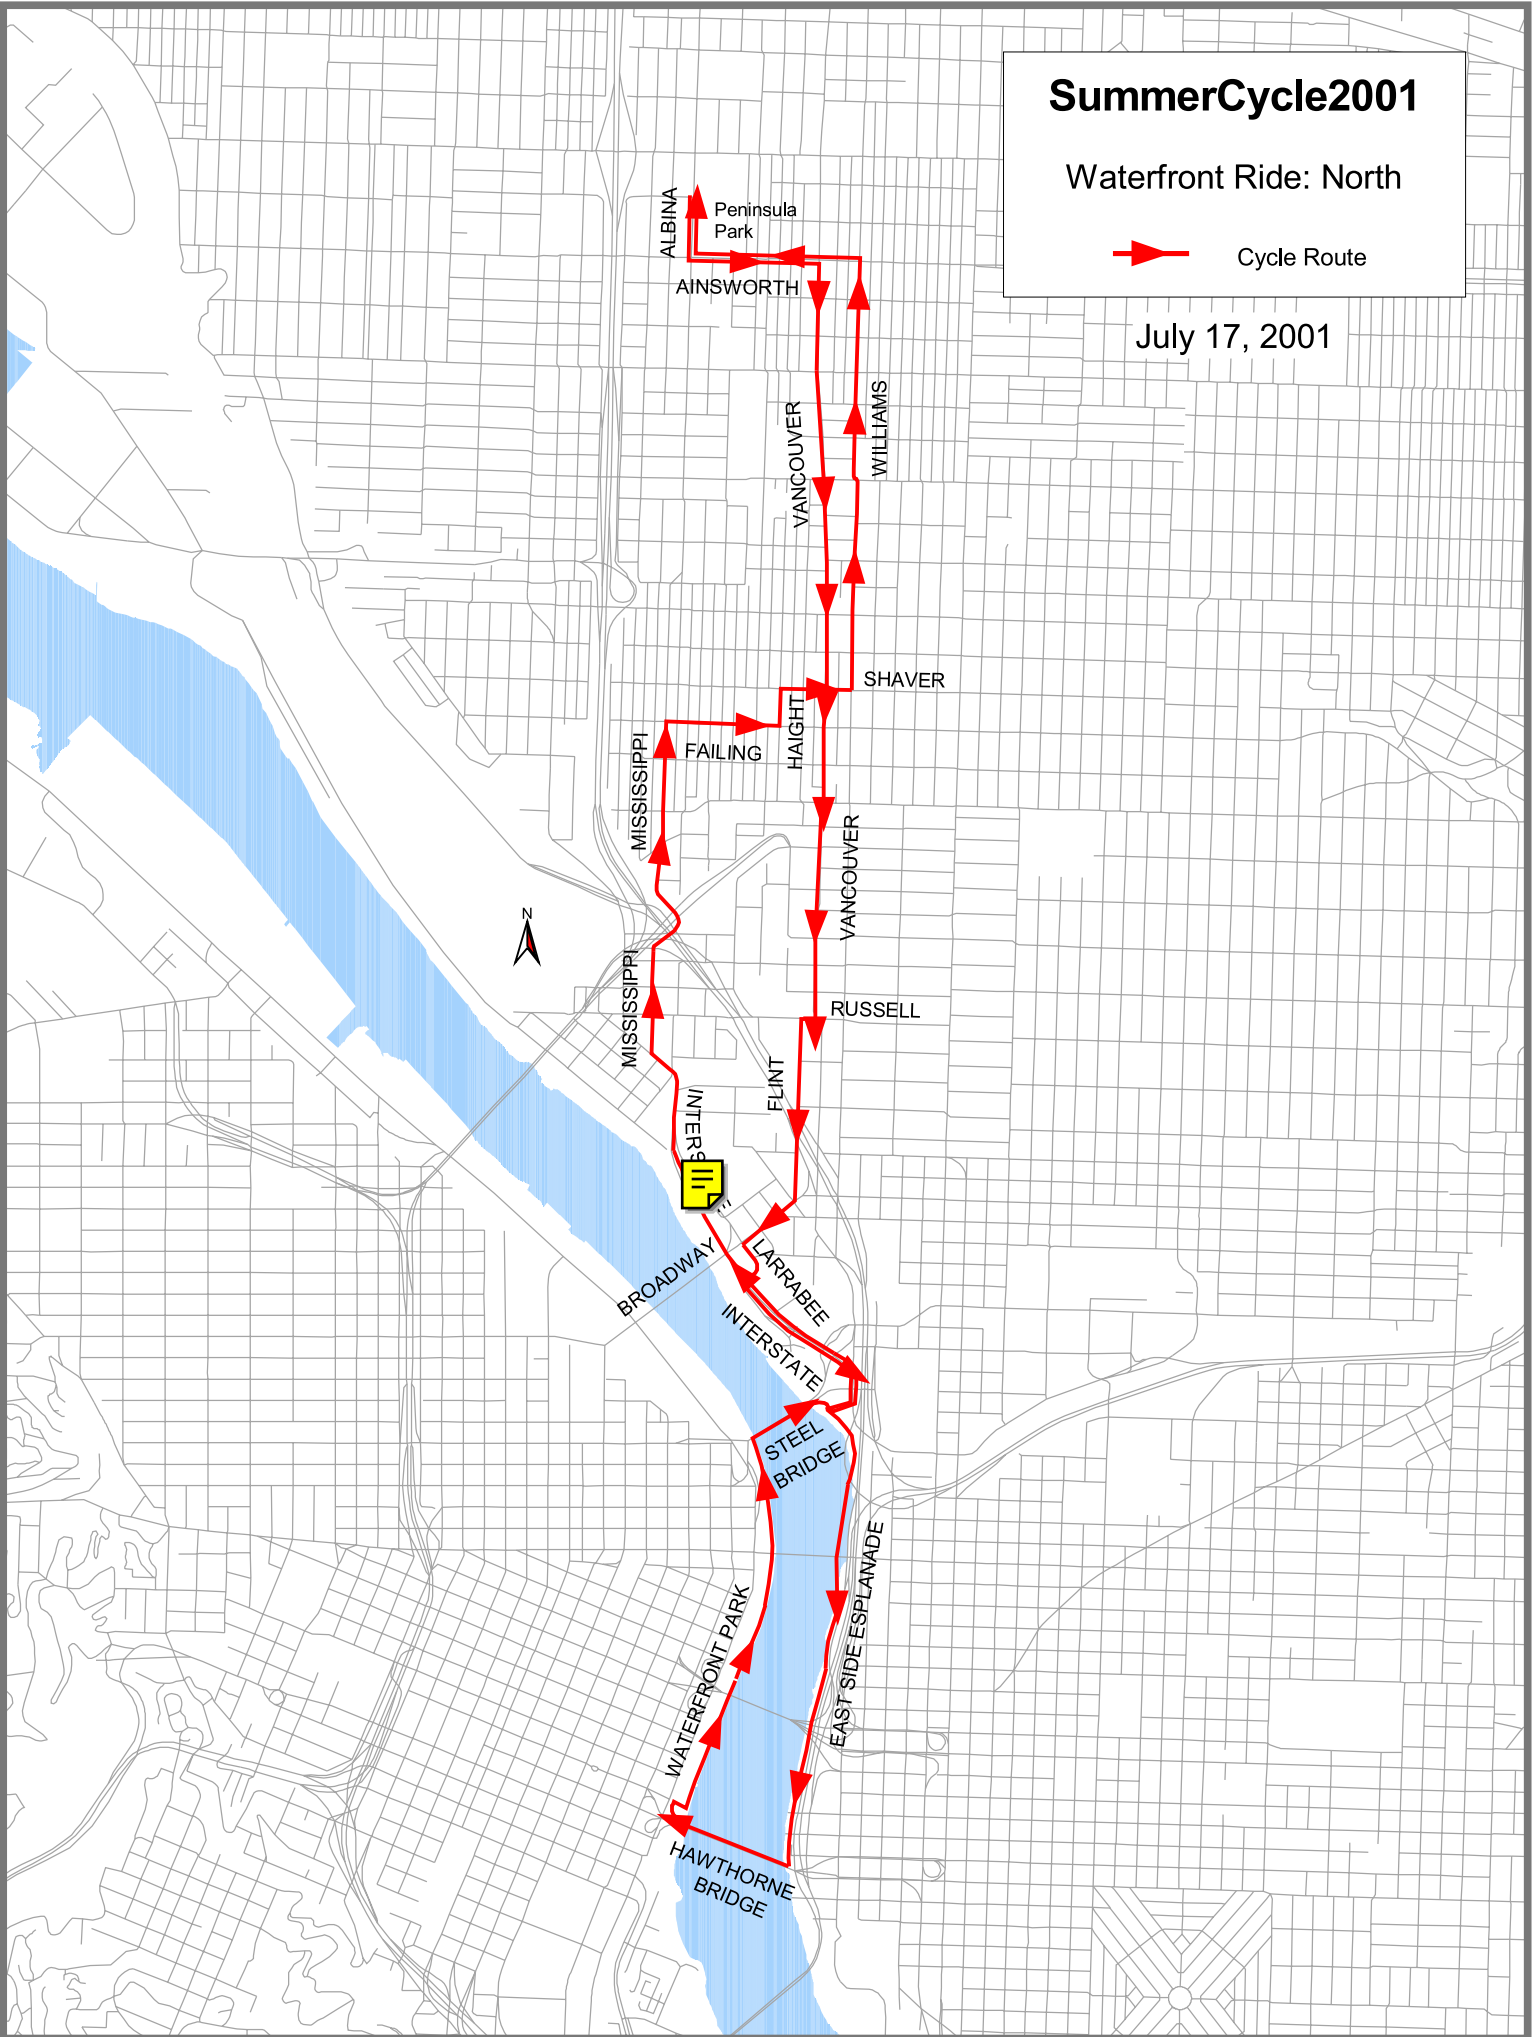 SummerCycle2001
Waterfront Ride: North
Cycle Route
July 17, 2001
ALBINA
Peninsula
Park
AINSWORTH
VANCOUVER
WILLIAMS
SHAVER
HAIGHT
FAILING
MISSISSIPPI
VANCOUVER
N
MISSISSIPPI
RUSSELL
FLINT
BROADWAY
LARRABEE
INTERSTATE
STEEL
BRIDGE
EAST SIDE ESPLANADE
WATERFRONT PARK
HAWTHORNE
BRIDGE